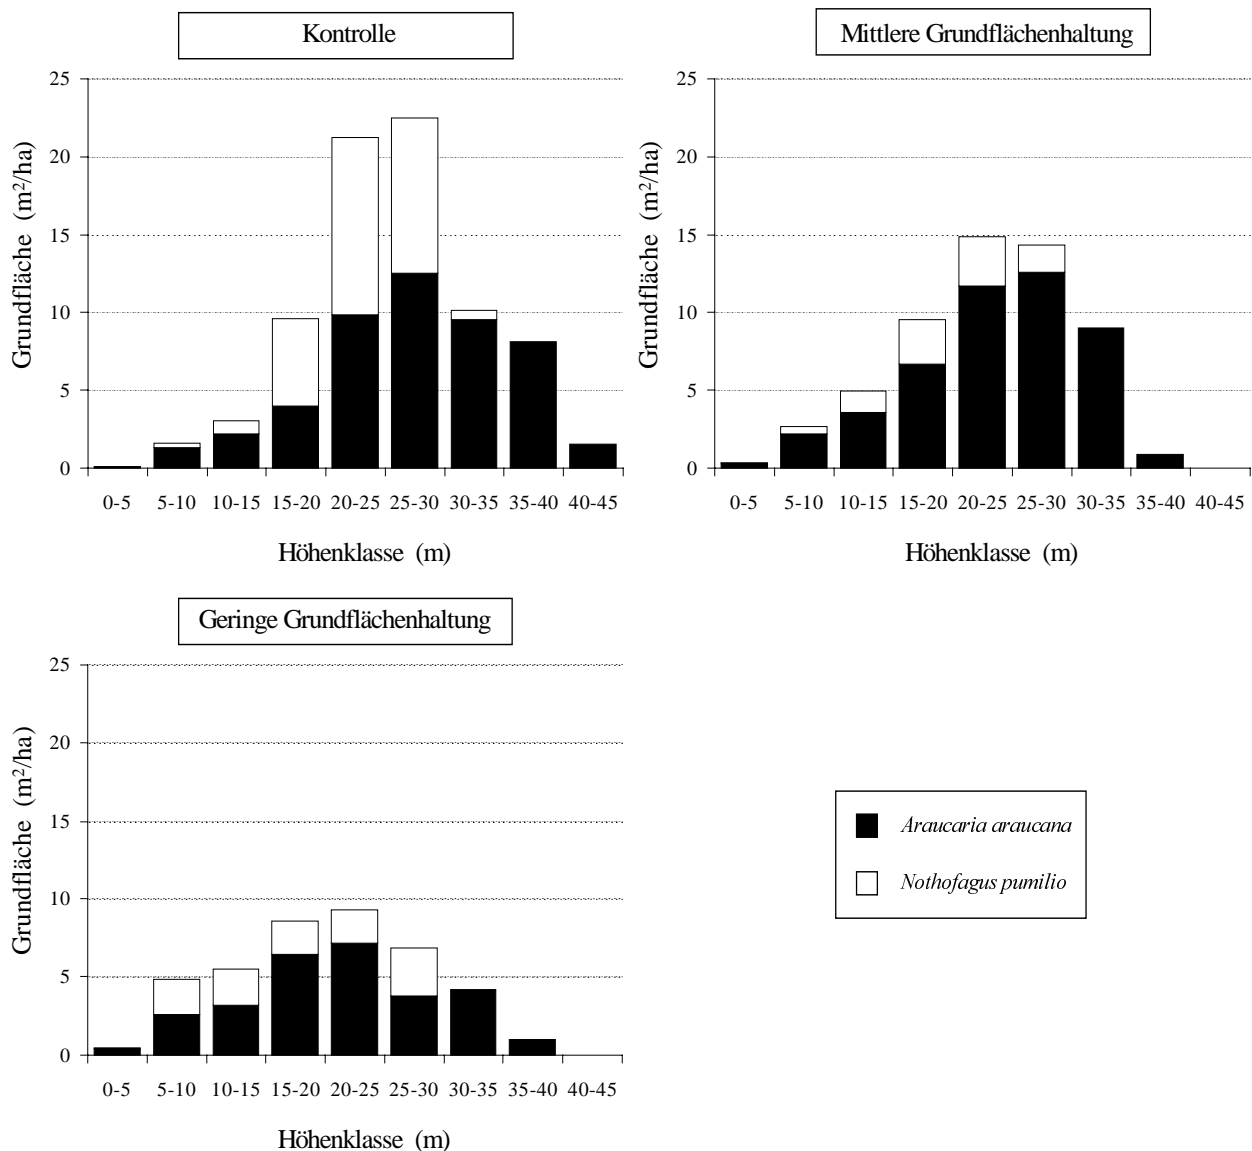 Kontrolle
25
20
15
10
5
0
Grundfläche (m²/ha)
0-5 5-10 10-15 15-20 20-25 25-30 30-35 35-40 40-45
Höhenklasse (m)
Mittlere Grundflächenhaltung
25
20
15
10
5
0
Grundfläche (m²/ha)
0-5 5-10 10-15 15-20 20-25 25-30 30-35 35-40 40-45
Höhenklasse (m)
Geringe Grundflächenhaltung
25
20
15
10
5
0
Grundfläche (m²/ha)
0-5 5-10 10-15 15-20 20-25 25-30 30-35 35-40 40-45
Höhenklasse (m)
Araucaria araucana
Nothofagus pumilio